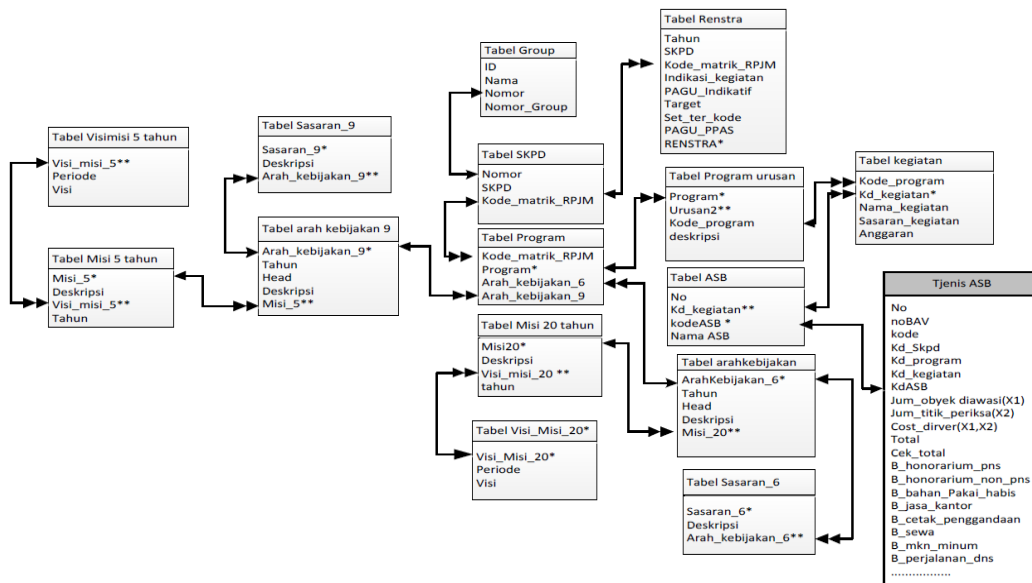 Tabel Visimisi 5 tahun
Visi_misi_5**
Periode
Visi
Tabel Misi 5 tahun
Misi_5*
Deskripsi
Visi_misi_5**
Tahun
Tabel Sasaran_9
Sasaran_9*
Deskripsi
Arah_kebijakan_9**
Tabel arah kebijakan 9
Arah_kebijakan_9*
Tahun
Head
Deskripsi
Misi_5**
Tabel Group
ID
Nama
Nomor
Nomor_Group
Tabel SKPD
Nomor
SKPD
Kode_matrik_RPJM
Tabel Program
Kode_matrik_RPJM
Program*
Arah_kebijakan_6
Arah_kebijakan_9
Tabel Misi 20 tahun
Misi20*
Deskripsi
Visi_misi_20 **
tahun
Tabel Visi_Misi_20*
Visi_Misi_20*
Periode
Visi
Tabel Renstra
Tahun
SKPD
Kode_matrik_RPJM
Indikasi_kegiatan
PAGU_Indikatif
Target
Set_ter_kode
PAGU_PPAS
RENSTRA*
Tabel Program urusan
Program*
Urusan2**
Kode_program
deskripsi
Tabel ASB
No
Kd_kegiatan**
kodeASB *
Nama ASB
Tabel arahkebijakan
ArahKebijakan_6*
Tahun
Head
Deskripsi
Misi_20**
Tabel Sasaran_6
Sasaran_6*
Deskripsi
Arah_kebijakan_6**
Tabel kegiatan
Kode_program
Kd_kegiatan*
Nama_kegiatan
Sasaran_kegiatan
Anggaran
Tjenis ASB
No
noBAV
kode
Kd_Skpd
Kd_program
Kd_kegiatan
KdASB
Jum_obyek diawasi(X1)
Jum_titik_periksa(X2)
Cost_dirver(X1,X2)
Total
Cek_total
B_honorarium_pns
B_honorarium_non_pns
B_bahan_Pakai_habis
B_jasa_kantor
B_cetak_penggandaan
B_sewa
B_mkn_minum
B_perjalanan_dns
.................